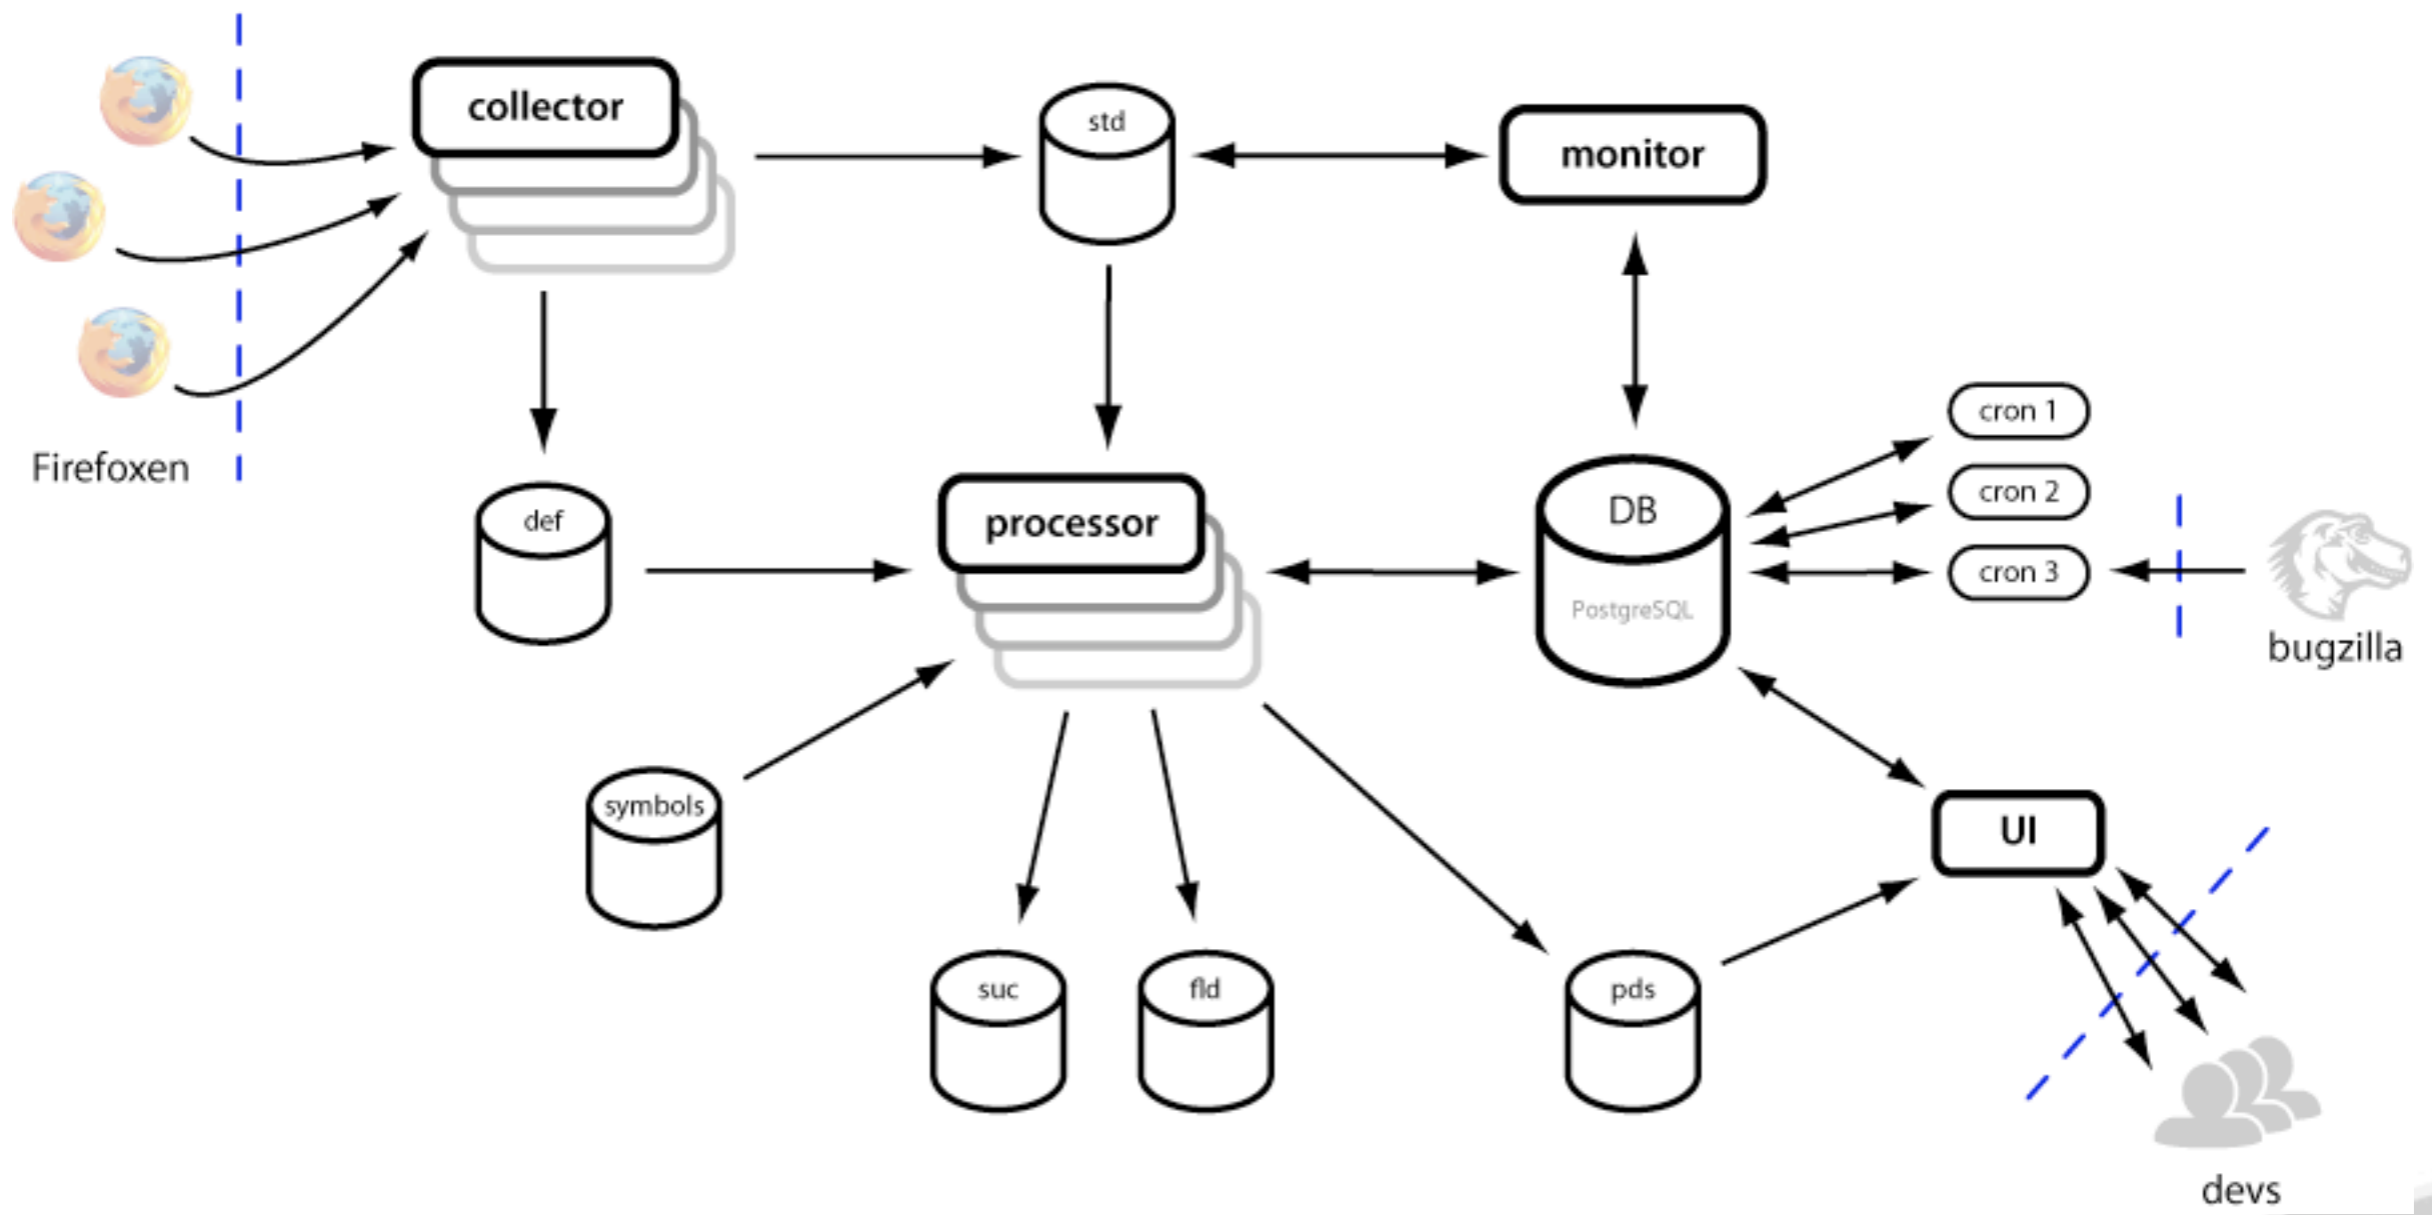 collector
std
monitor
Firefoxen
def
processor
DB
PostgreSQL
cron 1
cron 2
cron 3
bugzilla
symbols
UI
suc
fld
pds
devs